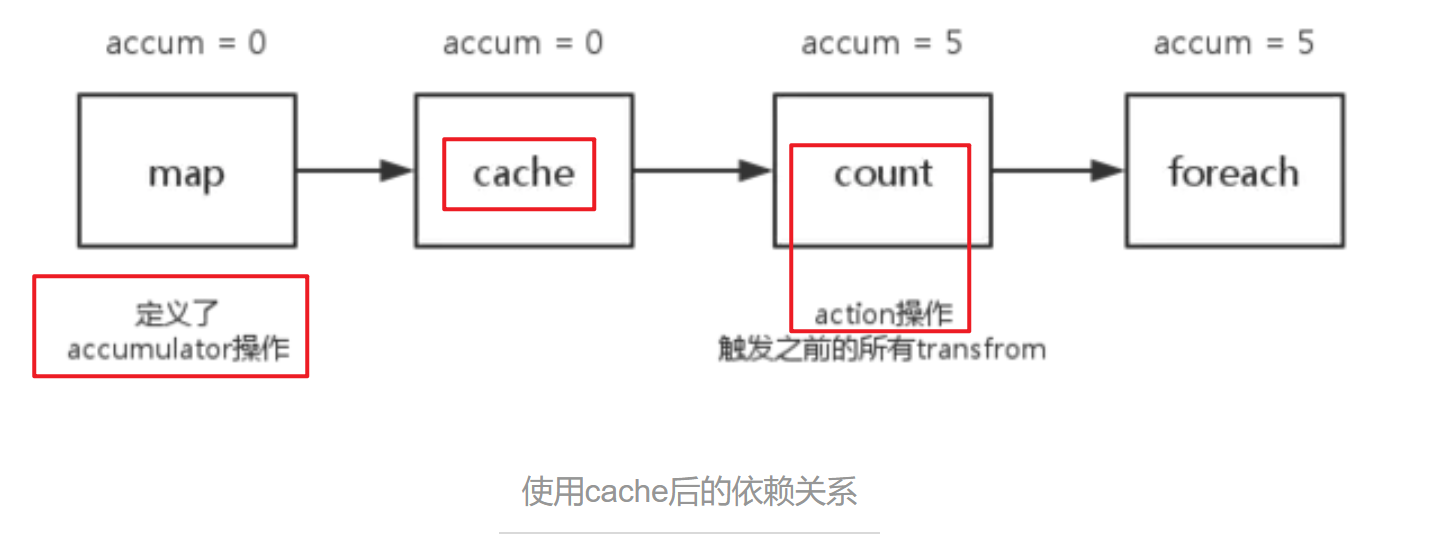 accum = 0
accum = 0
accum = 5
accum = 5
map
cache
count
foreach
定义了
accumulator操作
action操作
触发之前的所有transfrom
使用cache后的依赖关系